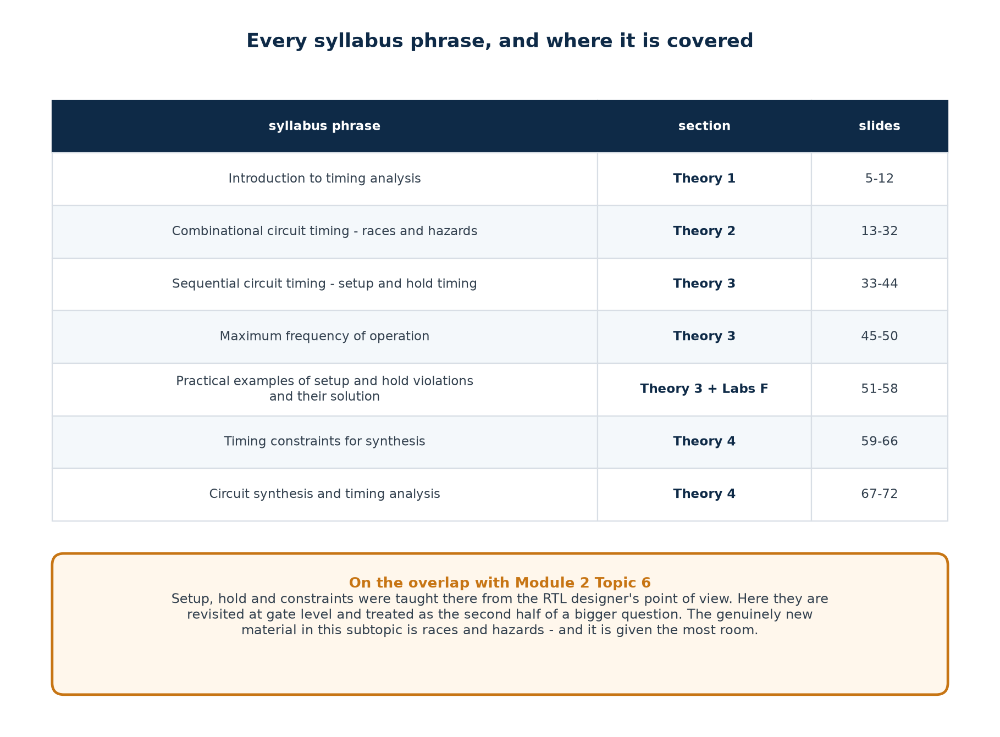 Every syllabus phrase, and where it is covered
syllabus phrase section slides
Introduction to timing analysis Theory 1 5-12
Combinational circuit timing - races and hazards Theory 2 13-32
Sequential circuit timing - setup and hold timing Theory 3 33-44
Maximum frequency of operation Theory 3 45-50
Practical examples of setup and hold violations
and their solution Theory 3 + Labs F 51-58
Timing constraints for synthesis Theory 4 59-66
Circuit synthesis and timing analysis Theory 4 67-72
On the overlap with Module 2 Topic 6
Setup, hold and constraints were taught there from the RTL designer's point of view. Here they are
revisited at gate level and treated as the second half of a bigger question. The genuinely new
material in this subtopic is races and hazards - and it is given the most room.